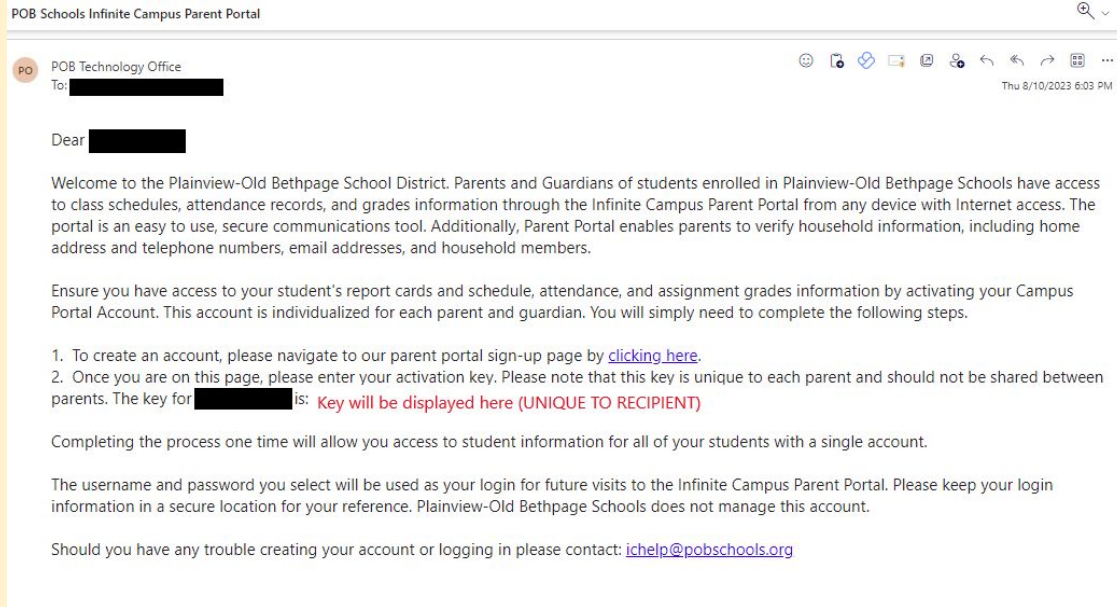 POB Schools Infinite Campus Parent Portal
PO
POB Technology Office
To:
Thu 8/10/2023 6:03 PM
Dear
Welcome to the Plainview-Old Bethpage School District. Parents and Guardians of students enrolled in Plainview-Old Bethpage Schools have access
to class schedules, attendance records, and grades information through the Infinite Campus Parent Portal from any device with Internet access. The
portal is an easy to use, secure communications tool. Additionally, Parent Portal enables parents to verify household information, including home
address and telephone numbers, email addresses, and household members.
Ensure you have access to your student's report cards and schedule, attendance, and assignment grades information by activating your Campus
Portal Account. This account is individualized for each parent and guardian. You will simply need to complete the following steps.
1. To create an account, please navigate to our parent portal sign-up page by clicking here.
2. Once you are on this page, please enter your activation key. Please note that this key is unique to each parent and should not be shared between
parents. The key for is: Key will be displayed here (UNIQUE TO RECIPIENT)
Completing the process one time will allow you access to student information for all of your students with a single account.
The username and password you select will be used as your login for future visits to the Infinite Campus Parent Portal. Please keep your login
information in a secure location for your reference. Plainview-Old Bethpage Schools does not manage this account.
Should you have any trouble creating your account or logging in please contact: ichelp@pobschools.org